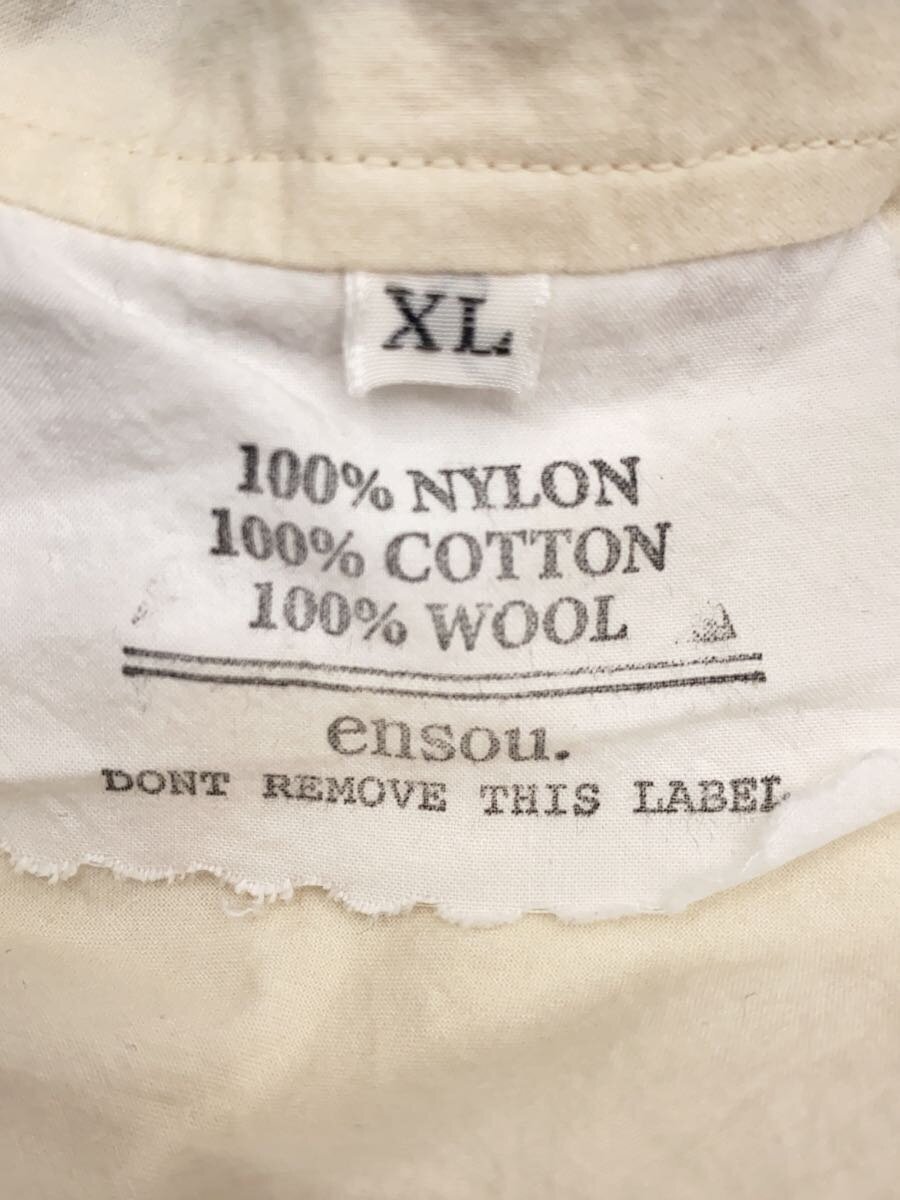 XL
100% NYLON
100% COTTON
100% WOOL
ensou.
DONT REMOVE THIS LABEL